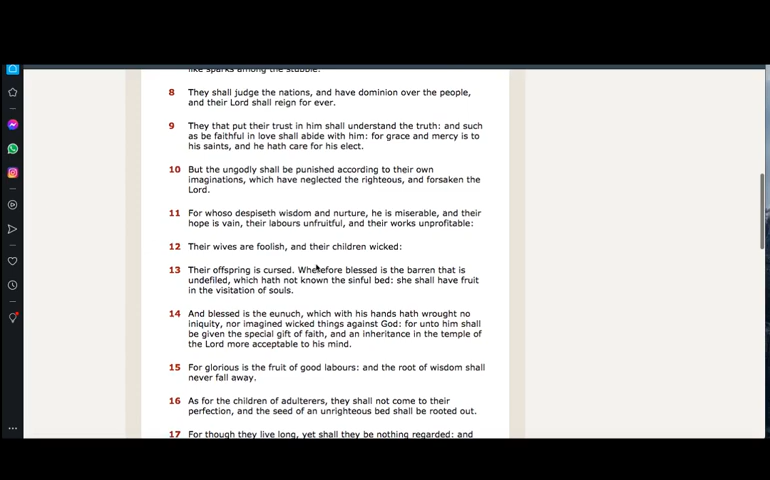 like sparks among the stubble.
8 They shall judge the nations, and have dominion over the people,
and their Lord shall reign for ever.
9 They that put their trust in him shall understand the truth: and such
as be faithful in love shall abide with him: for grace and mercy is to
his saints, and he hath care for his elect.
10 But the ungodly shall be punished according to their own
imaginations, which have neglected the righteous, and forsaken the
Lord.
11 For whoso despiseth wisdom and nurture, he is miserable, and their
hope is vain, their labours unfruitful, and their works unprofitable:
12 Their wives are foolish, and their children wicked:
13 Their offspring is cursed. Wherefore blessed is the barren that is
undefiled, which hath not known the sinful bed: she shall have fruit
in the visitation of souls.
14 And blessed is the eunuch, which with his hands hath wrought no
iniquity, nor imagined wicked things against God: for unto him shall
be given the special gift of faith, and an inheritance in the temple of
the Lord more acceptable to his mind.
15 For glorious is the fruit of good labours: and the root of wisdom shall
never fall away.
16 As for the children of adulterers, they shall not come to their
perfection, and the seed of an unrighteous bed shall be rooted out.
17 For though they live long, yet shall they be nothing regarded: and